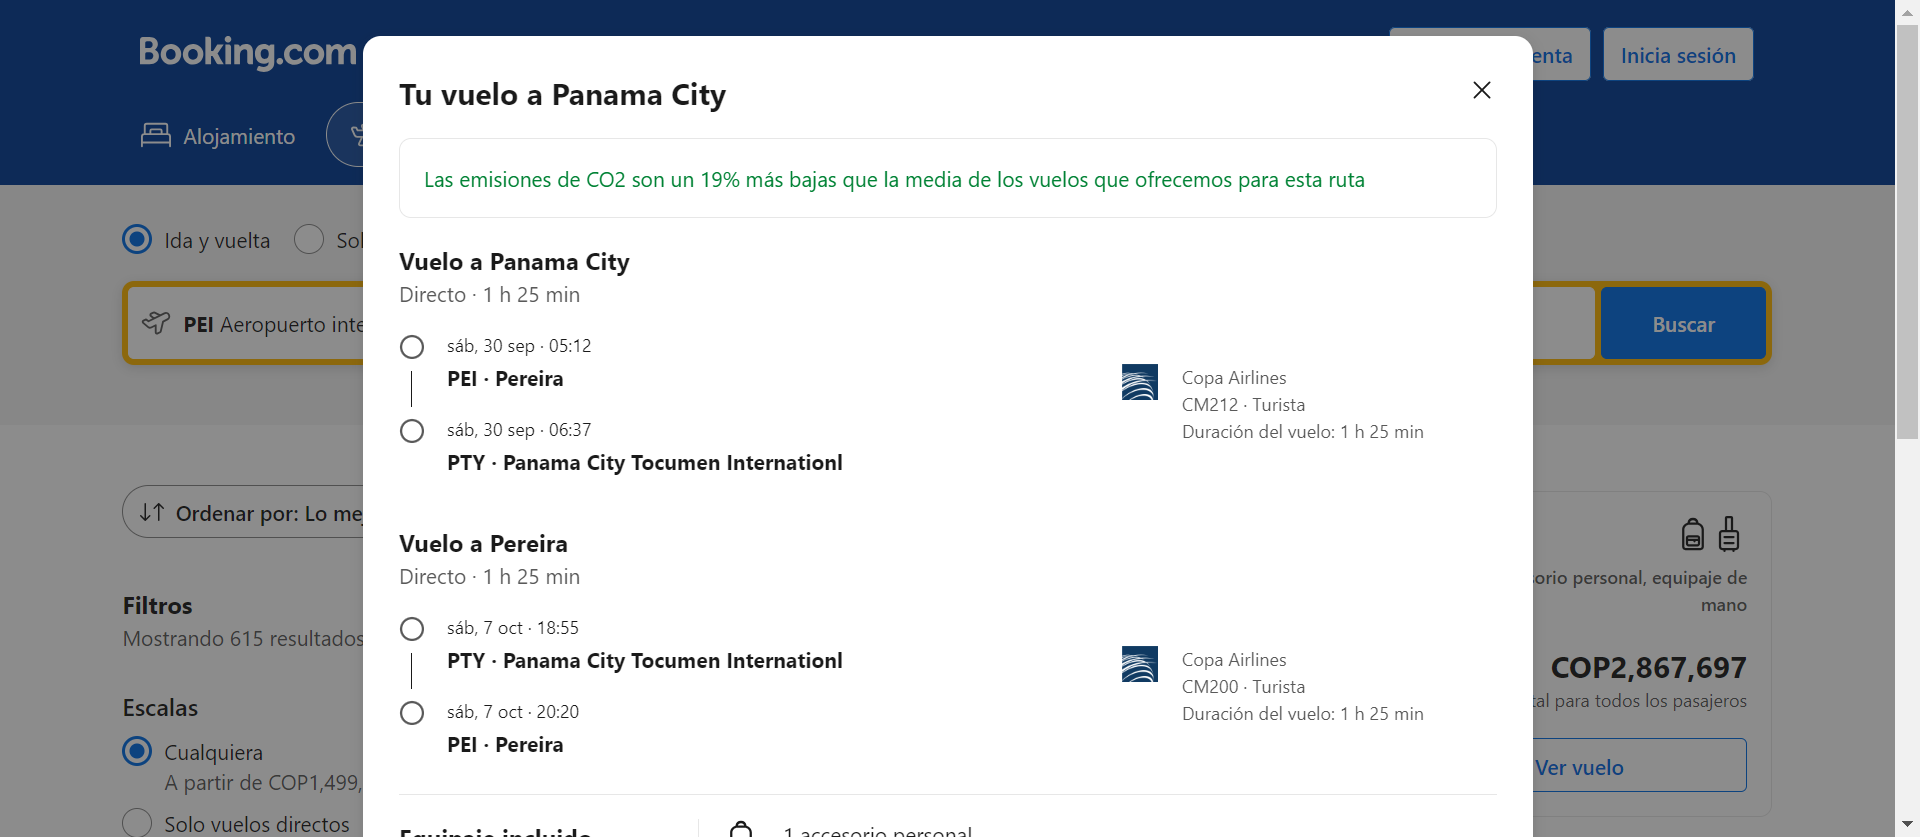 Booking.com
enta
Inicia sesión
Alojamiento
Tu vuelo a Panama City
Las emisiones de CO2 son un 19% más bajas que la media de los vuelos que ofrecemos para esta ruta
Ida y vuelta
Sol
PEI Aeropuerto inte
Buscar
Vuelo a Panama City
Directo · 1 h 25 min
sáb, 30 sep · 05:12
PEI · Pereira
sáb, 30 sep · 06:37
PTY · Panama City Tocumen Internationl
Copa Airlines
CM212 · Turista
Duración del vuelo: 1 h 25 min
Vuelo a Pereira
Directo · 1 h 25 min
sáb, 7 oct · 18:55
PTY · Panama City Tocumen Internationl
sáb, 7 oct · 20:20
PEI · Pereira
Copa Airlines
CM200 · Turista
Duración del vuelo: 1 h 25 min
Equipaje incluido
1 accesorio personal
Ordenar por: Lo mej
Filtros
Mostrando 615 resultados
Escalas
Cualquiera
A partir de COP1,499,
Solo vuelos directos
orio personal, equipaje de
mano
COP2,867,697
tal para todos los pasajeros
Ver vuelo